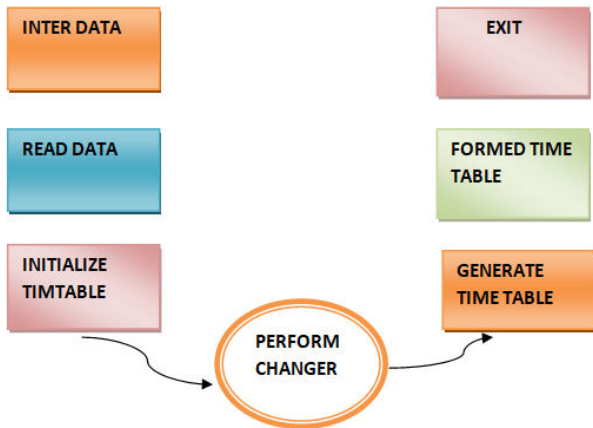 INTER DATA
EXIT
READ DATA
FORMED TIME
TABLE
INITIALIZE
TIMTABLE
GENERATE
TIME TABLE
PERFORM
CHANGER